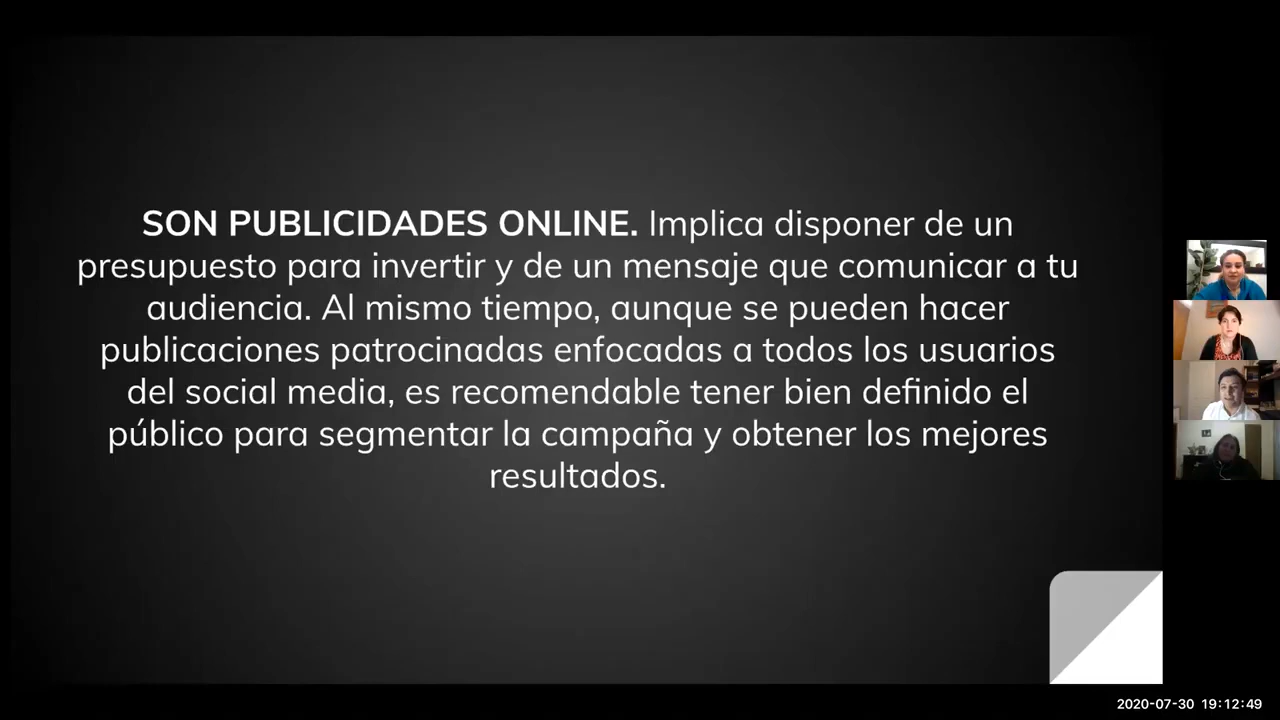 SON PUBLICIDADES ONLINE. Implica disponer de un
presupuesto para invertir y de un mensaje que comunicar a tu
audiencia. Al mismo tiempo, aunque se pueden hacer
publicaciones patrocinadas enfocadas a todos los usuarios
del social media, es recomendable tener bien definido el
público para segmentar la campaña y obtener los mejores
resultados.
2020-07-30 19:12:49